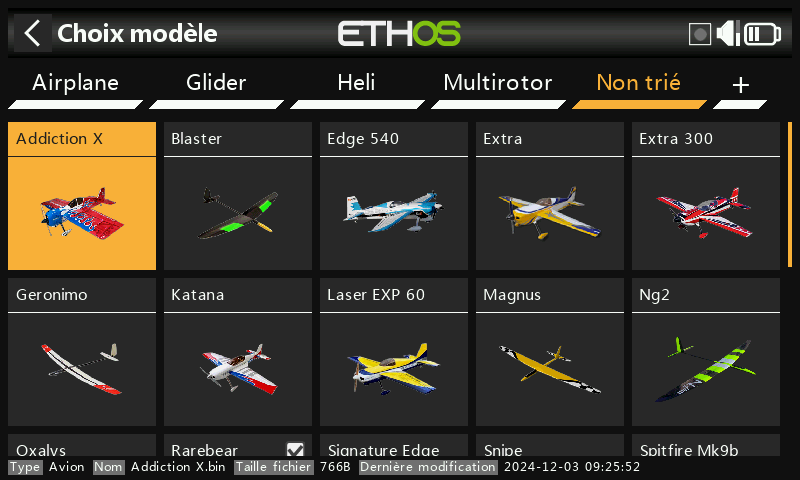 Choix modèle
ETHOS
Airplane Glider Heli Multirotor Non trié +
Addiction X Blaster Edge 540 Extra Extra 300
Geronimo Katana Laser EXP 60 Magnus Ng2
Oxalys Rarebear Signature Edge Snipe Spitfire Mk9b
Type Avion Nom Addiction X.bin Taille fichier 766B Dernière modification 2024-12-03 09:25:52